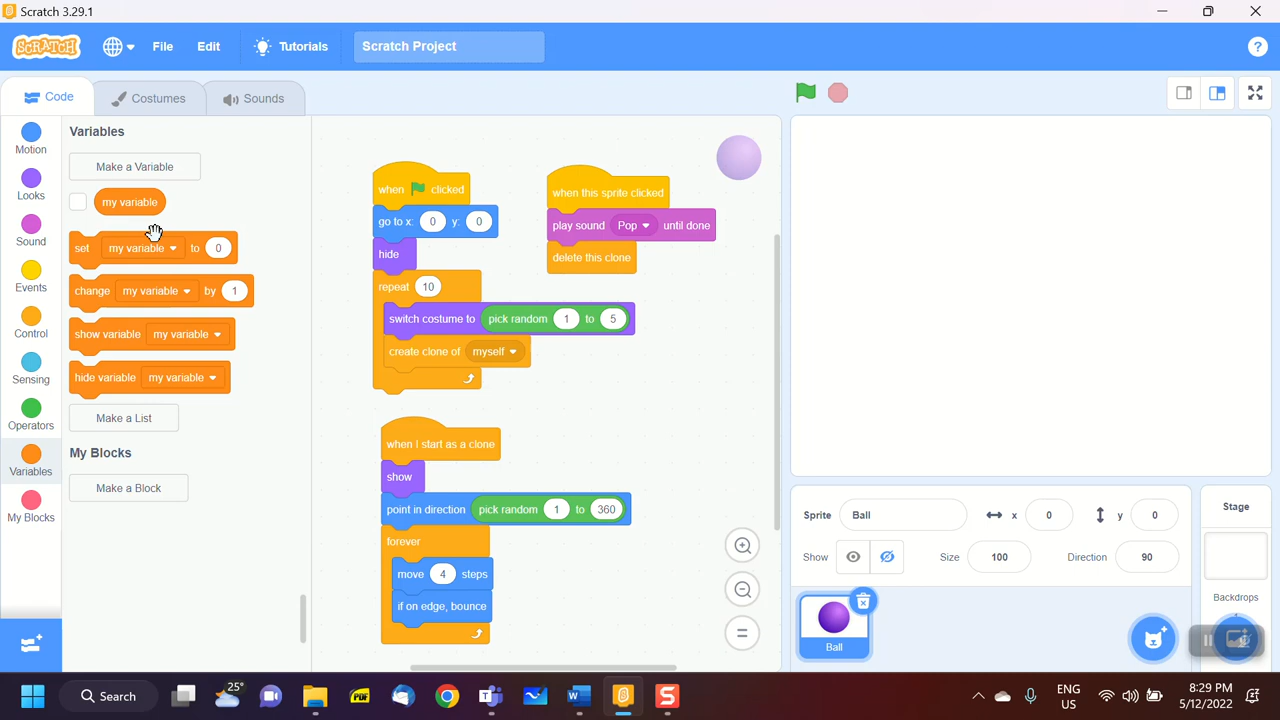 Scratch 3.29.1
SCRATCH
File
Edit
Tutorials
Scratch Project
?
Code
Costumes
Sounds
Motion
Looks
Sound
Events
Control
Sensing
Operators
Variables
My Blocks
Variables
Make a Variable
my variable
set my variable to 0
change my variable by 1
show variable my variable
hide variable my variable
Make a List
My Blocks
Make a Block
when clicked
go to x: 0 y: 0
hide
repeat 10
switch costume to pick random 1 to 5
create clone of myself
when this sprite clicked
play sound Pop until done
delete this clone
when I start as a clone
show
point in direction pick random 1 to 360
forever
move 4 steps
if on edge, bounce
Sprite Ball x 0 y 0
Show Size 100 Direction 90
Ball
Stage
Backdrops
Search
25°
PDF
ENG
US
8:29 PM
5/12/2022